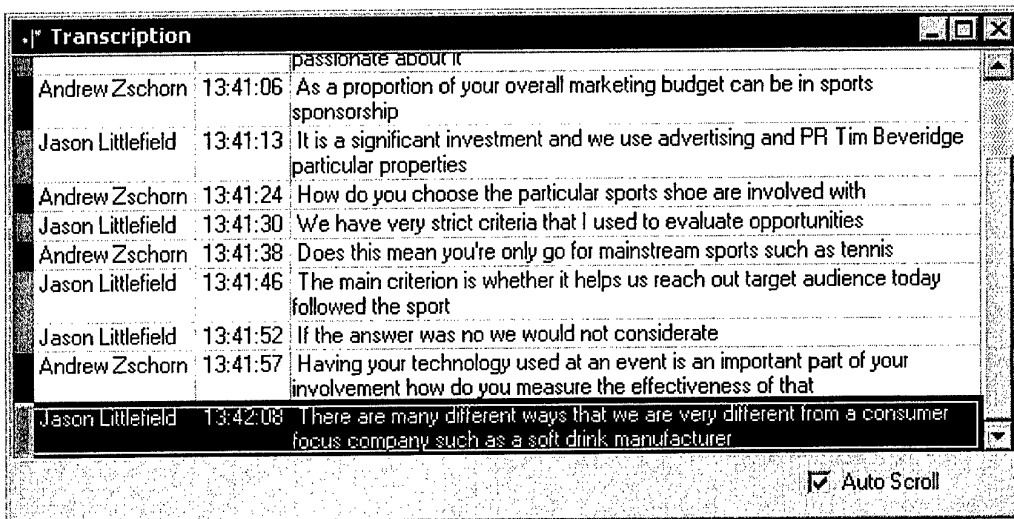 Transcription
passionate about it
Andrew Zschorn 13:41:06 As a proportion of your overall marketing budget can be in sports
sponsorship
Jason Littlefield 13:41:13 It is a significant investment and we use advertising and PR Tim Beveridge
particular properties
Andrew Zschorn 13:41:24 How do you choose the particular sports shoe are involved with
Jason Littlefield 13:41:30 We have very strict criteria that I used to evaluate opportunities
Andrew Zschorn 13:41:38 Does this mean you're only go for mainstream sports such as tennis
Jason Littlefield 13:41:46 The main criterion is whether it helps us reach out target audience today
followed the sport
Jason Littlefield 13:41:52 If the answer was no we would not considerate
Andrew Zschorn 13:41:57 Having your technology used at an event is an important part of your
involvement how do you measure the effectiveness of that
Jason Littlefield 13:42:08 There are many different ways that we are very different from a consumer
focus company such as a soft drink manufacturer
Auto Scroll